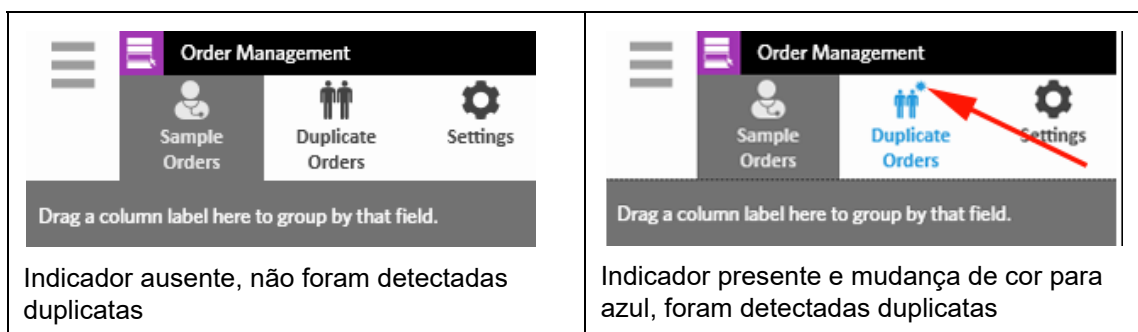 Order Management
Sample
Orders
Duplicate
Orders
Settings
Drag a column label here to group by that field.
Indicador ausente, não foram detectadas
duplicatas
Order Management
Sample
Orders
Duplicate
Orders
Settings
Drag a column label here to group by that field.
Indicador presente e mudança de cor para
azul, foram detectadas duplicatas